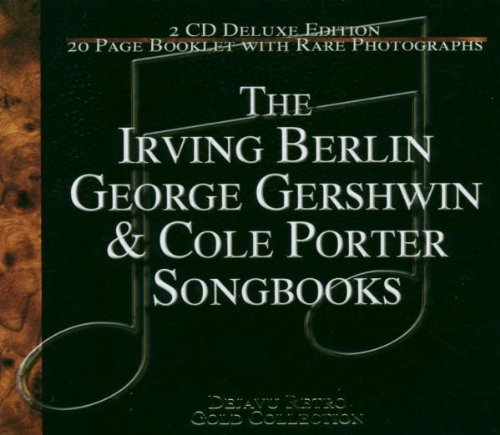 2 CD Deluxe Edition
20 Page Booklet with Rare Photographs
The
Irving Berlin
George Gershwin
& Cole Porter
Songbooks
Dejavu Retro
Gold Collection